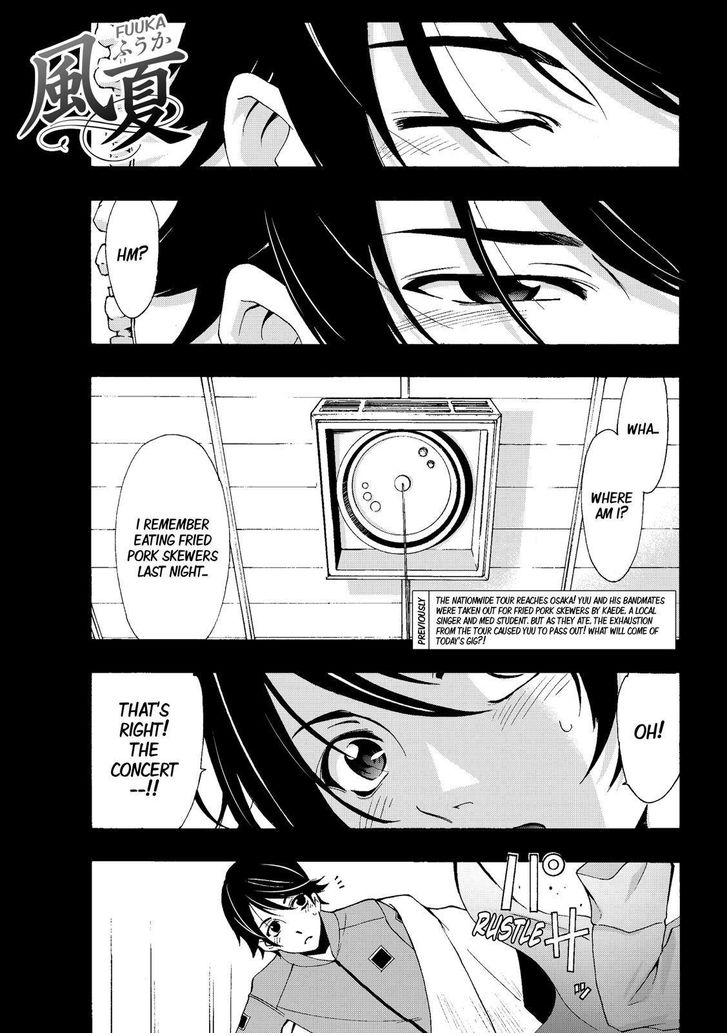 FUUKA
ふうか
風夏
HM?
WHA...
WHERE
AM I?
I REMEMBER
EATING FRIED
PORK SKEWERS
LAST NIGHT...
PREVIOUSLY
THE NATIONWIDE TOUR REACHES OSAKA! YUU AND HIS BANDMATES
WERE TAKEN OUT FOR FRIED PORK SKEWERS BY KAEDE. A LOCAL
SINGER AND MED STUDENT. BUT AS THEY ATE. THE EXHAUSTION
FROM THE TOUR CAUSED YUU TO PASS OUT! WHAT WILL COME OF
TODAY'S GIG?!
OH!
THAT'S
RIGHT!
THE
CONCERT
--!!
RUSTLE